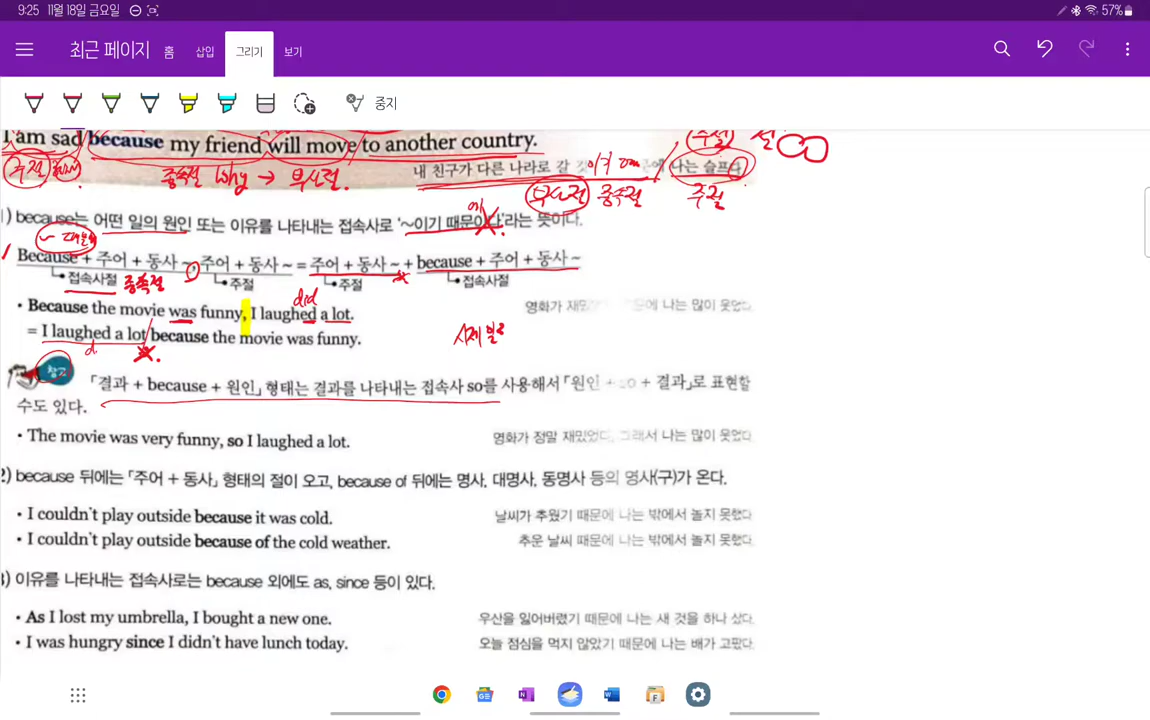 9:25 11월 18일 금요일 57%
최근 페이지 홈 삽입 그리기 보기
중지
I am sad because my friend will move to another country.
내 친구가 다른 나라로 갈 나는 슬프다
주절 종속절 Why → 부사절. 부사절 종속절 주절
1) because는 어떤 일의 원인 또는 이유를 나타내는 접속사로 '~이기 때문이다'라는 뜻이다.
Because + 주어 + 동사 ~, 주어 + 동사 ~ = 주어 + 동사 ~ + because + 주어 + 동사 ~
접속사절 종속절 주절 주절 접속사절
did
• Because the movie was funny, I laughed a lot. 영화가 재밌었기 때문에 나는 많이 웃었다
= I laughed a lot because the movie was funny.
참고
「결과 + because + 원인」 형태는 결과를 나타내는 접속사 so를 사용해서 「원인 + so + 결과」로 표현할
수도 있다.
• The movie was very funny, so I laughed a lot. 영화가 정말 재밌었다. 그래서 나는 많이 웃었다
2) because 뒤에는 「주어 + 동사」 형태의 절이 오고, because of 뒤에는 명사, 대명사, 동명사 등의 명사(구)가 온다.
• I couldn't play outside because it was cold. 날씨가 추웠기 때문에 나는 밖에서 놀지 못했다
• I couldn't play outside because of the cold weather. 추운 날씨 때문에 나는 밖에서 놀지 못했다
3) 이유를 나타내는 접속사로는 because 외에도 as, since 등이 있다.
• As I lost my umbrella, I bought a new one. 우산을 잃어버렸기 때문에 나는 새 것을 하나 샀다
• I was hungry since I didn't have lunch today. 오늘 점심을 먹지 않았기 때문에 나는 배가 고팠다